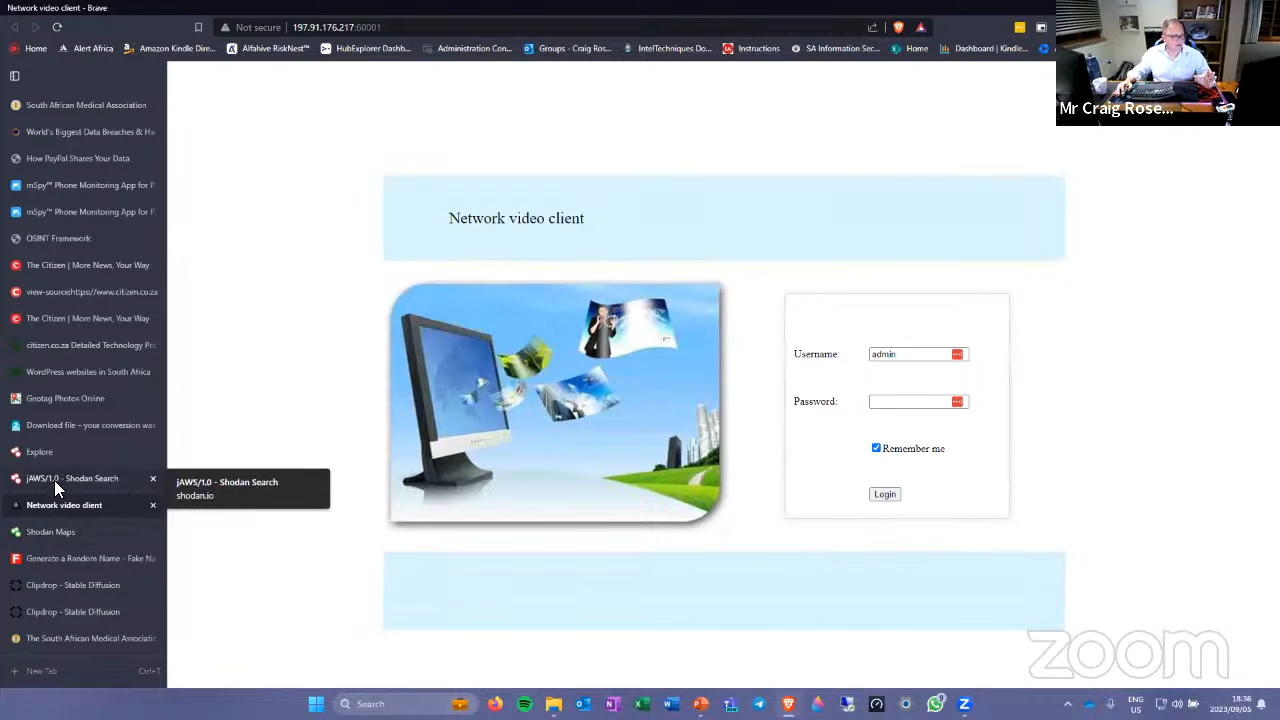 Network video client - Brave
Not secure
197.91.176.217:60001
Home
Alert Africa
Amazon Kindle Dire...
Alfahive RiskNest™
HubExplorer Dashb...
Instrumentation Con...
Groups - Craig Ros...
IntelTechniques Do...
Instructions
SA Information Sec...
Home
Dashboard | Kindle...
Mr Craig Rose...
South African Medical Association
World's Biggest Data Breaches & Ha
How PayPal Shares Your Data
mSpy™ Phone Monitoring App for P
mSpy™ Phone Monitoring App for P
OSINT Framework
The Citizen | More News, Your Way
view-source:https://www.citizen.co.za
The Citizen | More News, Your Way
citizen.co.za Detailed Technology Pro
WordPress websites in South Africa
Geotag Photos Online
Download file – your conversion was
Explore
jAWS/1.0 - Shodan Search
Network video client
Shodan Maps
Generate a Random Name - Fake Na
Clipdrop - Stable Diffusion
Clipdrop - Stable Diffusion
The South African Medical Associatio
New Tab
Ctrl+T
jAWS/1.0 - Shodan Search
shodan.io
Network video client
Username:
admin
Password:
Remember me
Login
zoom
Search
ENG
US
18:36
2023/09/05